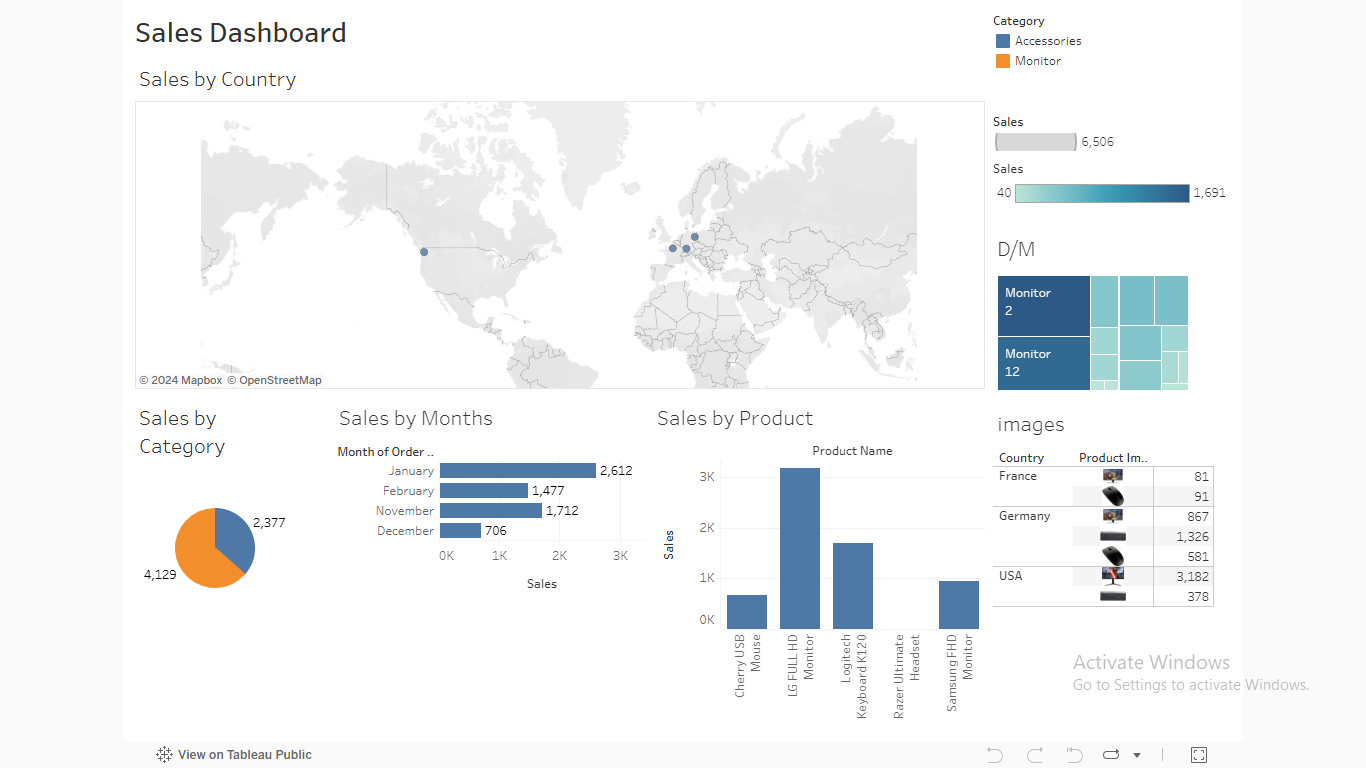 Sales Dashboard
Category
Accessories
Monitor
Sales by Country
Sales
6,506
Sales
40
1,691
© 2024 Mapbox © OpenStreetMap
D/M
Monitor
2
Monitor
12
Sales by
Category
2,377
4,129
Sales by Months
Month of Order ..
January
2,612
February
1,477
November
1,712
December
706
0K
1K
2K
3K
Sales
Sales by Product
Product Name
3K
2K
1K
0K
Sales
Cherry USB
Mouse
LG FULL HD
Monitor
Logitech
Keyboard K120
Razer Ultimate
Headset
Samsung FHD
Monitor
images
Country
Product Im..
France
81
91
Germany
867
1,326
581
USA
3,182
378
Activate Windows
Go to Settings to activate Windows.
View on Tableau Public